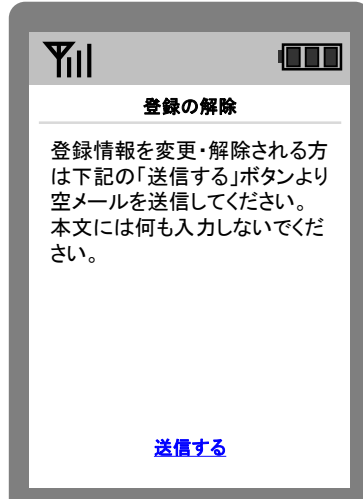 登録の解除
登録情報を変更・解除される方
は下記の「送信する」ボタンより
空メールを送信してください。
本文には何も入力しないでくだ
さい。
送信する